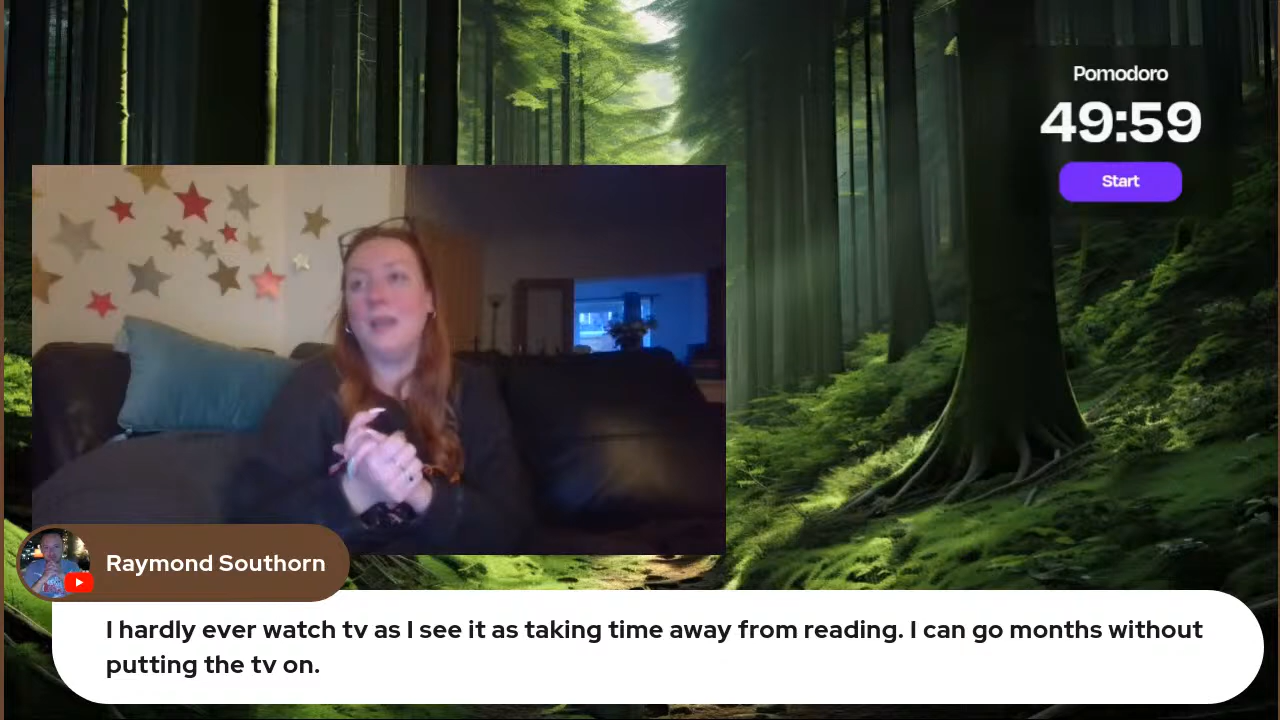 Pomodoro
49:59
Start
Raymond Southorn
I hardly ever watch tv as I see it as taking time away from reading. I can go months without
putting the tv on.